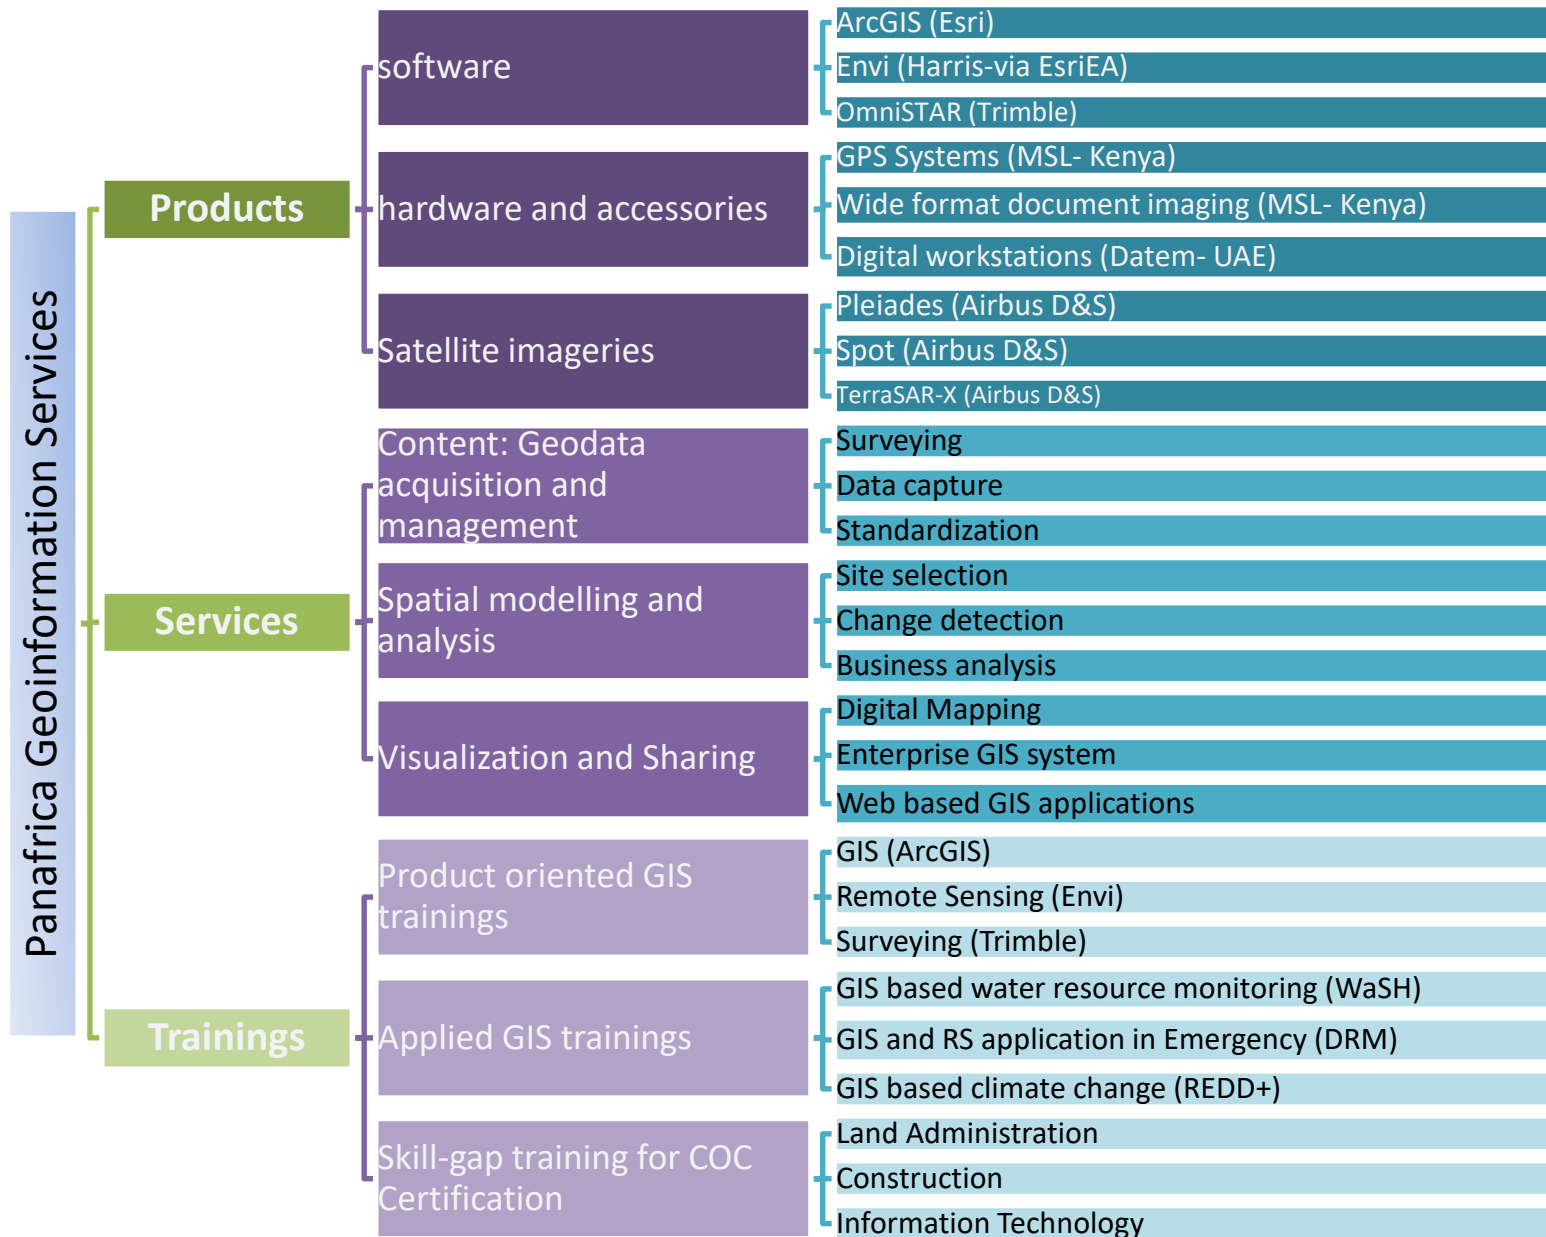 Panafrica Geoinformation Services
Products
software
ArcGIS (Esri)
Envi (Harris-via EsriEA)
OmniSTAR (Trimble)
hardware and accessories
GPS Systems (MSL- Kenya)
Wide format document imaging (MSL- Kenya)
Digital workstations (Datem- UAE)
Satellite imageries
Pleiades (Airbus D&S)
Spot (Airbus D&S)
TerraSAR-X (Airbus D&S)
Services
Content: Geodata
acquisition and
management
Surveying
Data capture
Standardization
Spatial modelling and
analysis
Site selection
Change detection
Business analysis
Visualization and Sharing
Digital Mapping
Enterprise GIS system
Web based GIS applications
Trainings
Product oriented GIS
trainings
GIS (ArcGIS)
Remote Sensing (Envi)
Surveying (Trimble)
Applied GIS trainings
GIS based water resource monitoring (WaSH)
GIS and RS application in Emergency (DRM)
GIS based climate change (REDD+)
Skill-gap training for COC
Certification
Land Administration
Construction
Information Technology